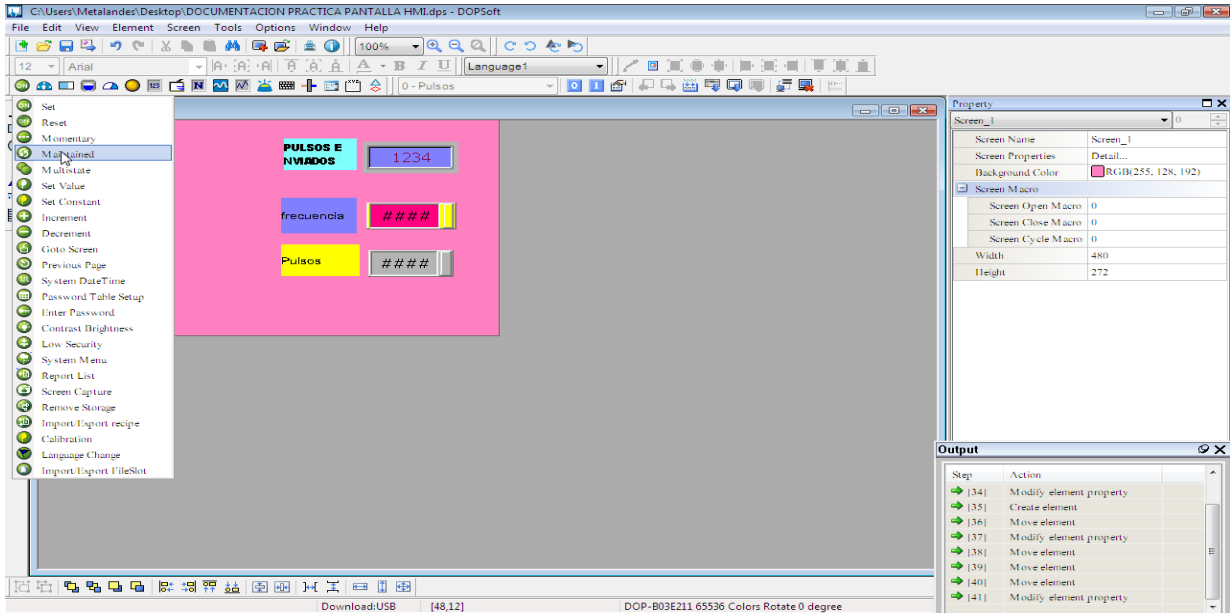 C:\Users\Metalandes\Desktop\DOCUMENTACION PRACTICA PANTALLA HMI.dps - DOPSoft
File Edit View Element Screen Tools Options Window Help
100%
12 Arial A A A A A A A B I U Language1
0 - Pulsos 0 1
Set
Reset
Momentary
Maintained
Multistate
Set Value
Set Constant
Increment
Decrement
Goto Screen
Previous Page
System DateTime
Password Table Setup
Enter Password
Contrast Brightness
Low Security
System Menu
Report List
Screen Capture
Remove Storage
Import/Export recipe
Calibration
Language Change
Import/Export FileSlot
PULSOS E
NVIADOS
1234
frecuencia
####
Pulsos
####
Property
Screen_1 0
Screen Name Screen_1
Screen Properties Detail...
Background Color RGB(255, 128, 192)
Screen Macro
Screen Open Macro 0
Screen Close Macro 0
Screen Cycle Macro 0
Width 480
Height 272
Output
Step Action
[34] Modify element property
[35] Create element
[36] Move element
[37] Modify element property
[38] Move element
[39] Move element
[40] Move element
[41] Modify element property
Download:USB [48,12] DOP-B03E211 65536 Colors Rotate 0 degree